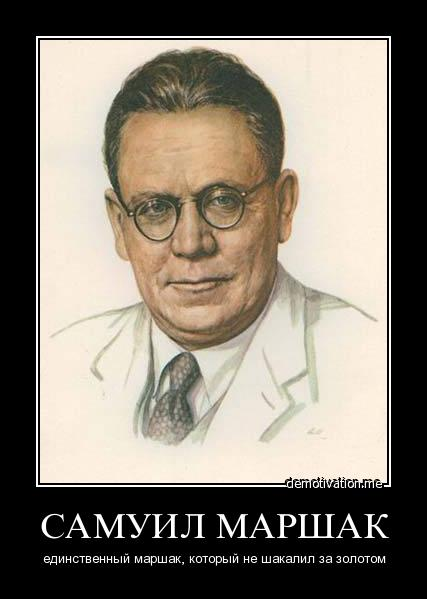 demotivation.me
САМУИЛ МАРШАК
единственный маршак, который не шакалил за золотом